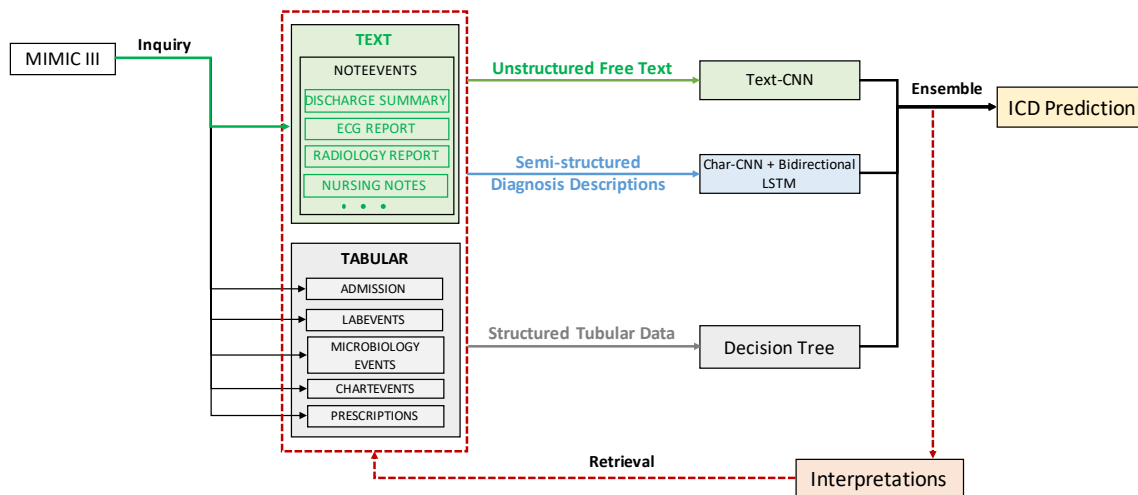 MIMIC III
Inquiry
TEXT
NOTEEVENTS
DISCHARGE SUMMARY
ECG REPORT
RADIOLOGY REPORT
NURSING NOTES
• • •
TABULAR
ADMISSION
LABEVENTS
MICROBIOLOGY
EVENTS
CHARTEVENTS
PRESCRIPTIONS
Unstructured Free Text
Semi-structured
Diagnosis Descriptions
Structured Tubular Data
Text-CNN
Char-CNN + Bidirectional
LSTM
Decision Tree
Ensemble
ICD Prediction
Retrieval
Interpretations